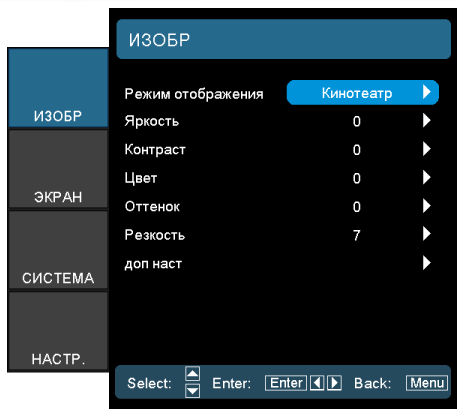 ИЗОБР
ИЗОБР
ЭКРАН
СИСТЕМА
НАСТР.
Режим отображения Кинотеатр
Яркость 0
Контраст 0
Цвет 0
Оттенок 0
Резкость 7
доп наст
Select: Enter: Enter Back: Menu